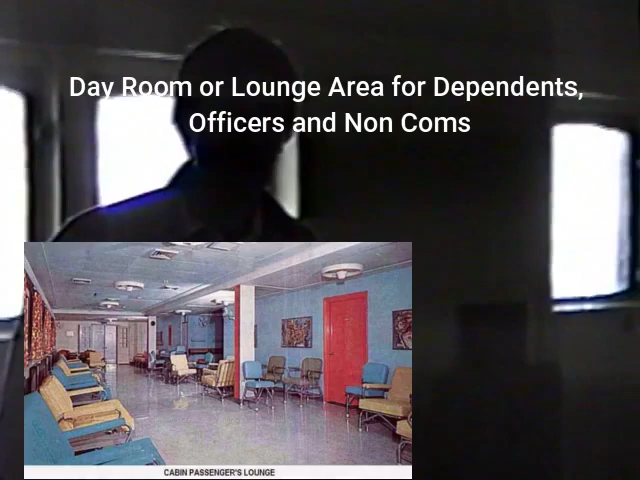 Day Room or Lounge Area for Dependents,
Officers and Non Coms
CABIN PASSENGER'S LOUNGE